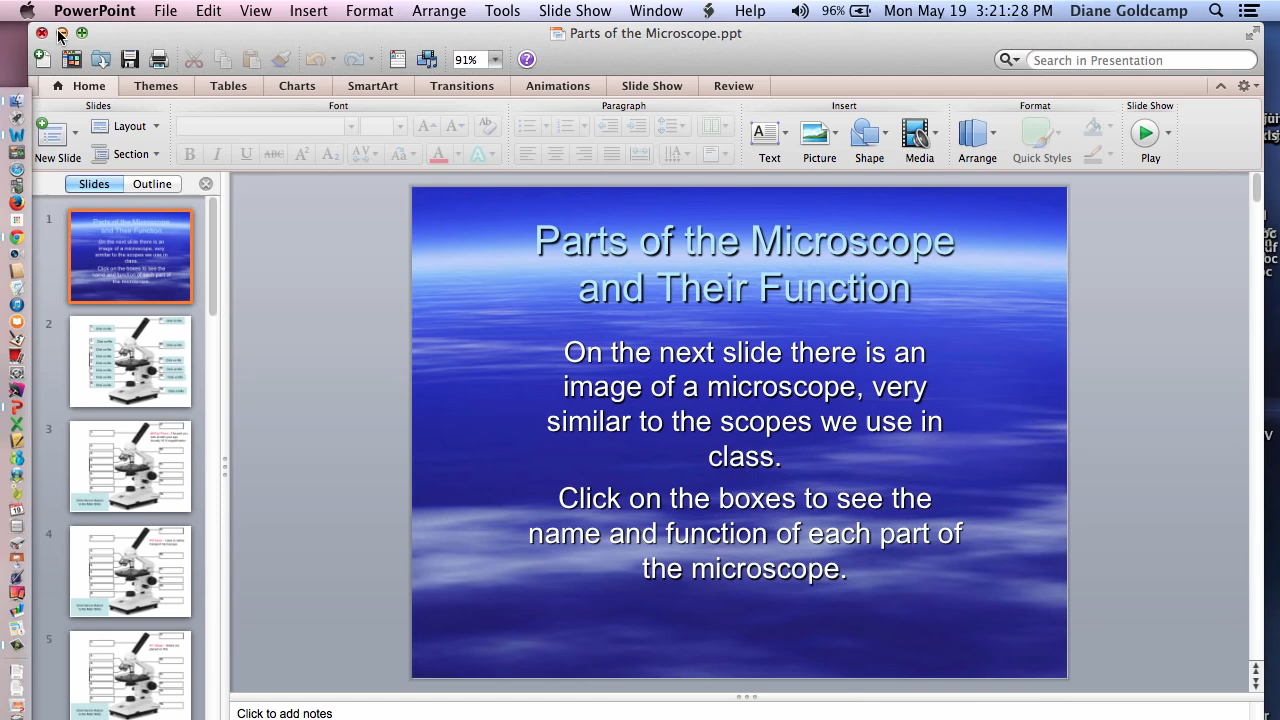 PowerPoint File Edit View Insert Format Arrange Tools Slide Show Window Help 96% Mon May 19 3:21:28 PM Diane Goldcamp
Parts of the Microscope.ppt
91% Search in Presentation
Home Themes Tables Charts SmartArt Transitions Animations Slide Show Review
Slides Font Paragraph Insert Format Slide Show
New Slide Layout Section
Text Picture Shape Media Arrange Quick Styles Play
Slides Outline
1
2
3
4
5
Parts of the Microscope
and Their Function
On the next slide there is an
image of a microscope, very
similar to the scopes we use in
class.
Click on the boxes to see the
name and function of each part of
the microscope.
Click to add notes